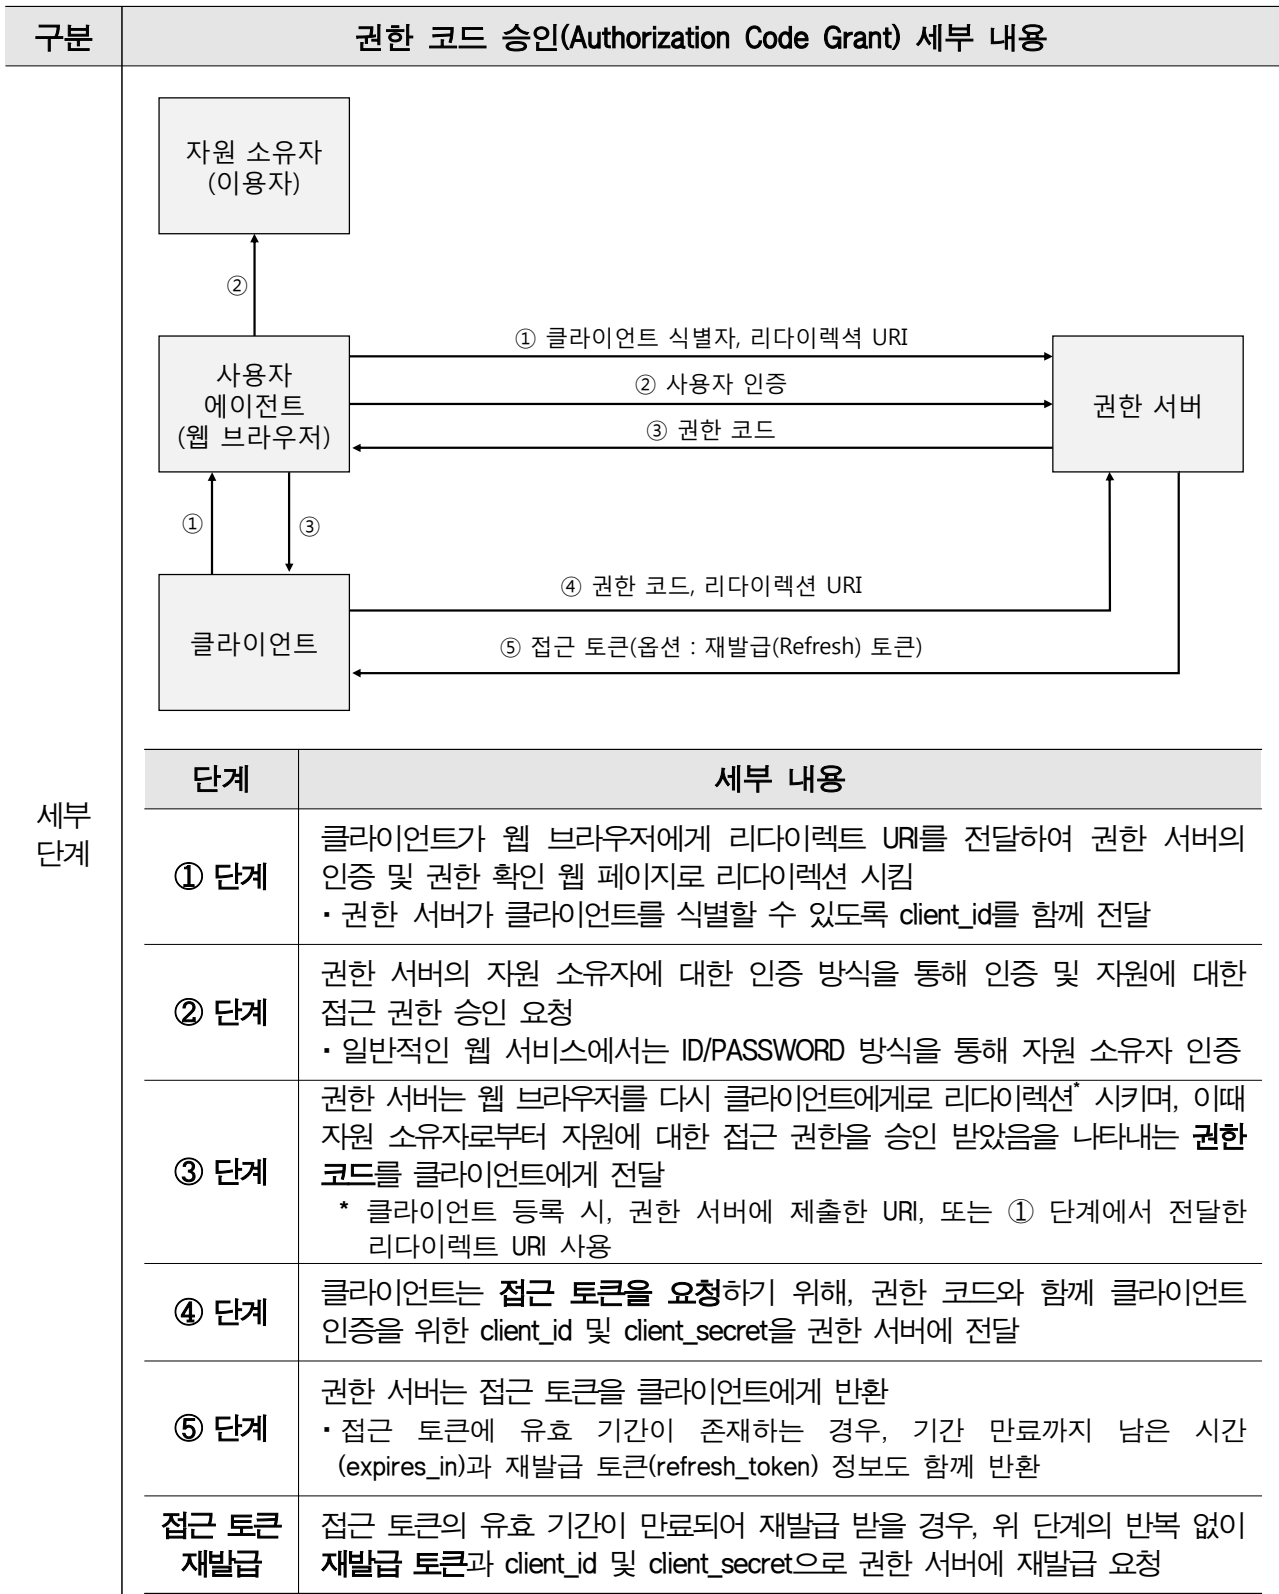 구분
권한 코드 승인(Authorization Code Grant) 세부 내용
자원 소유자
(이용자)
②
① 클라이언트 식별자, 리다이렉셕 URI
사용자
에이전트
(웹 브라우저)
② 사용자 인증
권한 서버
③ 권한 코드
①
③
④ 권한 코드, 리다이렉션 URI
클라이언트
⑤ 접근 토큰(옵션 : 재발급(Refresh) 토큰)
세부
단계
단계
세부 내용
① 단계
클라이언트가 웹 브라우저에게 리다이렉트 URI를 전달하여 권한 서버의
인증 및 권한 확인 웹 페이지로 리다이렉션 시킴
· 권한 서버가 클라이언트를 식별할 수 있도록 client_id를 함께 전달
② 단계
권한 서버의 자원 소유자에 대한 인증 방식을 통해 인증 및 자원에 대한
접근 권한 승인 요청
· 일반적인 웹 서비스에서는 ID/PASSWORD 방식을 통해 자원 소유자 인증
③ 단계
권한 서버는 웹 브라우저를 다시 클라이언트에게로 리다이렉션* 시키며, 이때
자원 소유자로부터 자원에 대한 접근 권한을 승인 받았음을 나타내는 권한
코드를 클라이언트에게 전달
* 클라이언트 등록 시, 권한 서버에 제출한 URI, 또는 ① 단계에서 전달한
리다이렉트 URI 사용
④ 단계
클라이언트는 접근 토큰을 요청하기 위해, 권한 코드와 함께 클라이언트
인증을 위한 client_id 및 client_secret을 권한 서버에 전달
⑤ 단계
권한 서버는 접근 토큰을 클라이언트에게 반환
· 접근 토큰에 유효 기간이 존재하는 경우, 기간 만료까지 남은 시간
(expires_in)과 재발급 토큰(refresh_token) 정보도 함께 반환
접근 토큰
재발급
접근 토큰의 유효 기간이 만료되어 재발급 받을 경우, 위 단계의 반복 없이
재발급 토큰과 client_id 및 client_secret으로 권한 서버에 재발급 요청